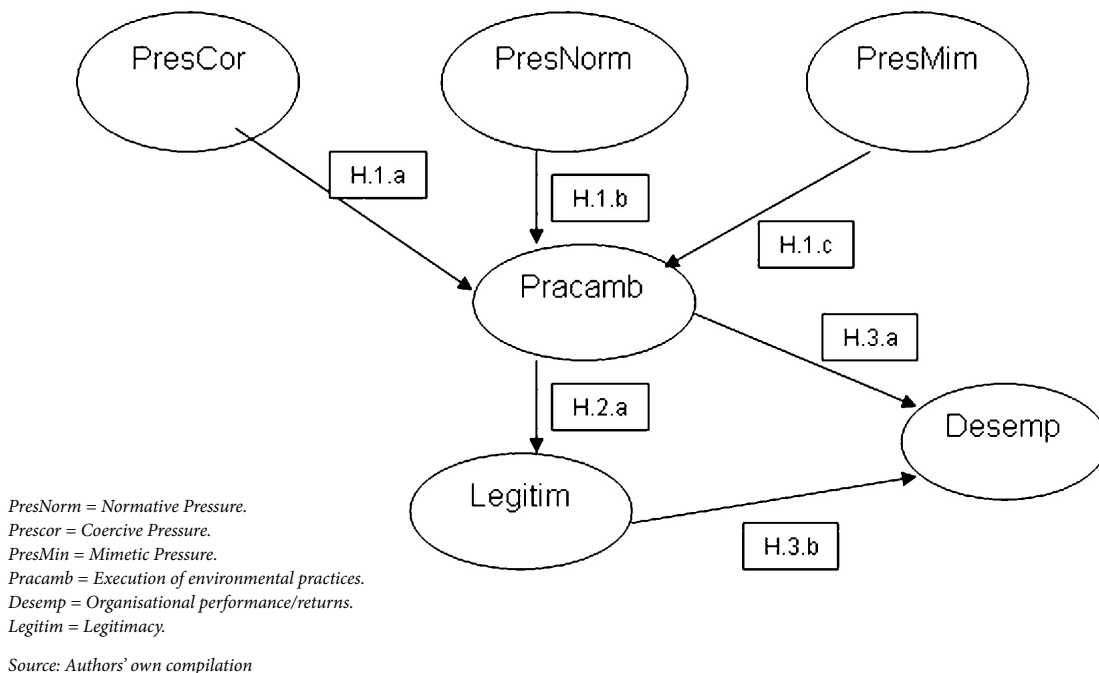 PresCor
PresNorm
PresMim
H.1.a
H.1.b
H.1.c
Pracamb
H.3.a
H.2.a
Desemp
Legitim
H.3.b
PresNorm = Normative Pressure.
Prescor = Coercive Pressure.
PresMin = Mimetic Pressure.
Pracamb = Execution of environmental practices.
Desemp = Organisational performance/returns.
Legitim = Legitimacy.
Source: Authors' own compilation